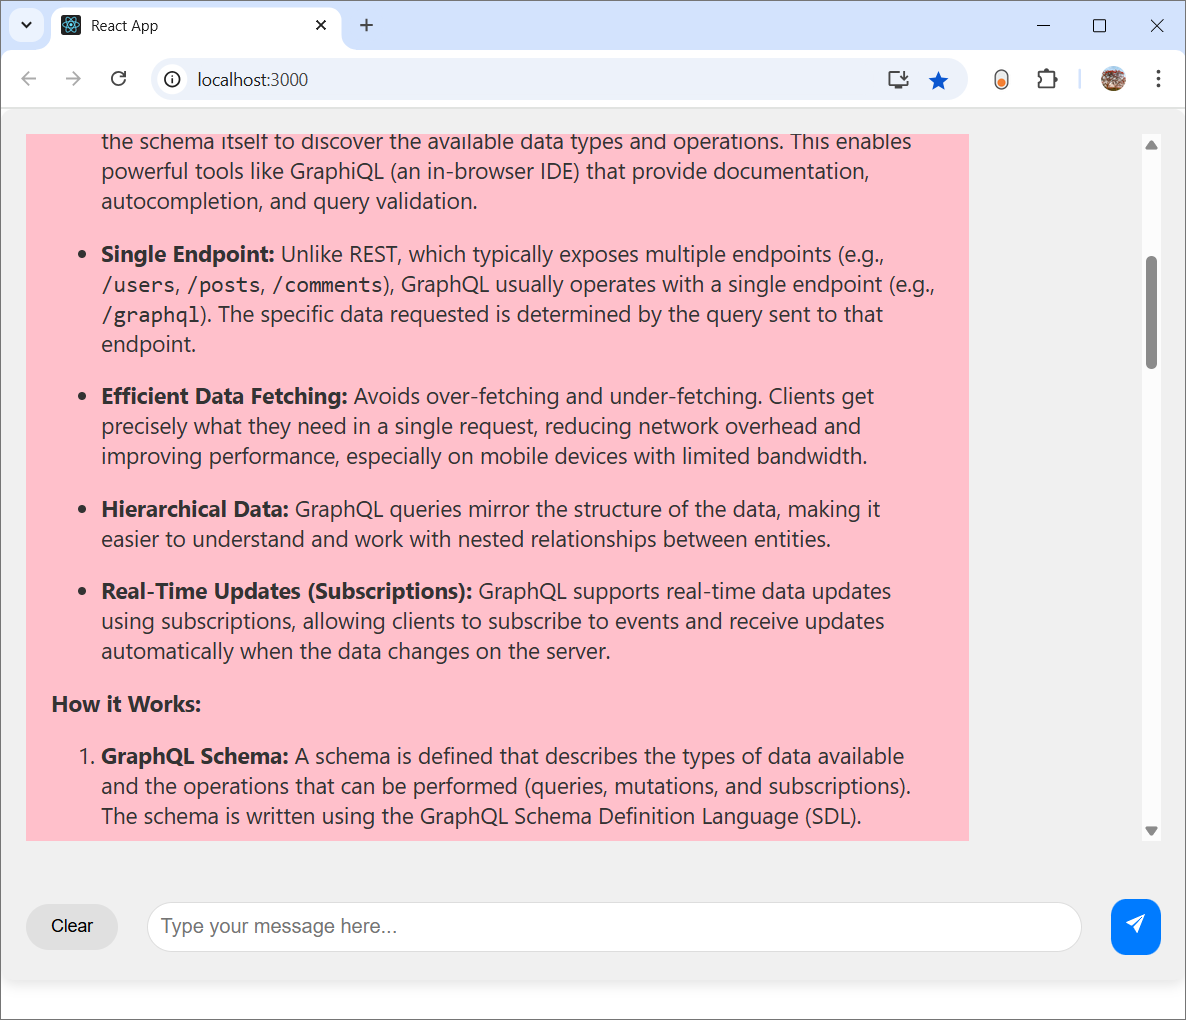 React App
localhost:3000
the schema itself to discover the available data types and operations. This enables
powerful tools like GraphiQL (an in-browser IDE) that provide documentation,
autocompletion, and query validation.
• Single Endpoint: Unlike REST, which typically exposes multiple endpoints (e.g.,
/users, /posts, /comments), GraphQL usually operates with a single endpoint (e.g.,
/graphql). The specific data requested is determined by the query sent to that
endpoint.
• Efficient Data Fetching: Avoids over-fetching and under-fetching. Clients get
precisely what they need in a single request, reducing network overhead and
improving performance, especially on mobile devices with limited bandwidth.
• Hierarchical Data: GraphQL queries mirror the structure of the data, making it
easier to understand and work with nested relationships between entities.
• Real-Time Updates (Subscriptions): GraphQL supports real-time data updates
using subscriptions, allowing clients to subscribe to events and receive updates
automatically when the data changes on the server.
How it Works:
1. GraphQL Schema: A schema is defined that describes the types of data available
and the operations that can be performed (queries, mutations, and subscriptions).
The schema is written using the GraphQL Schema Definition Language (SDL).
Clear
Type your message here...